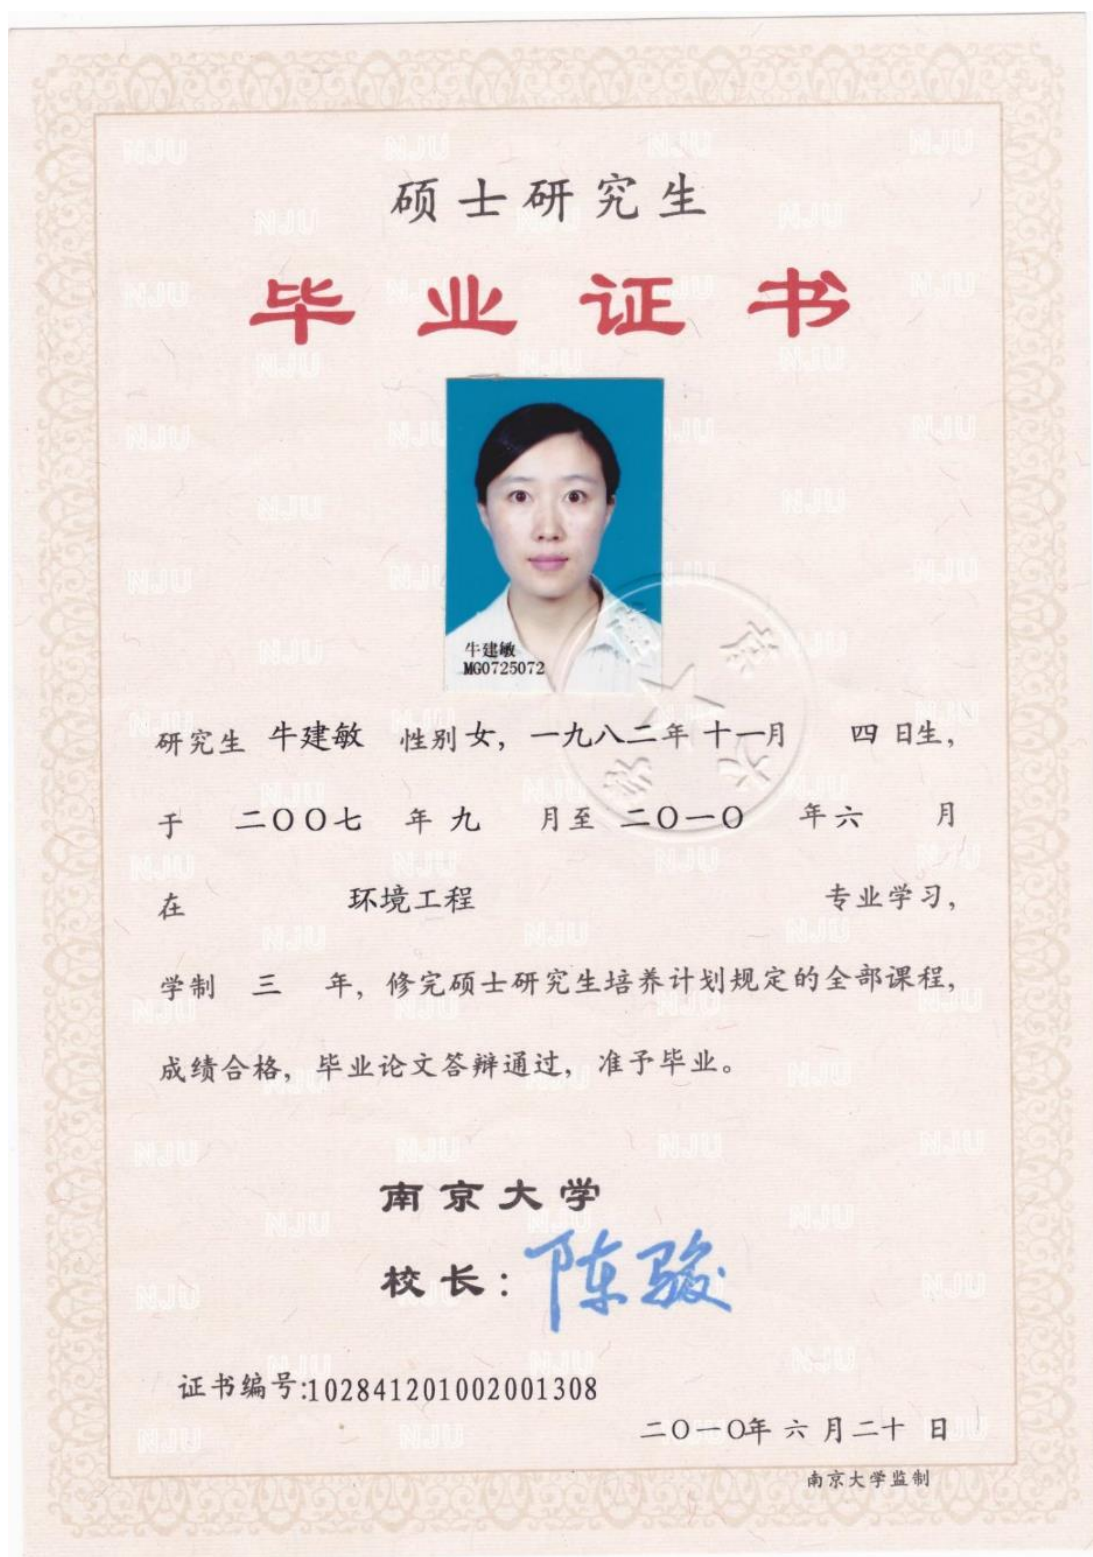 硕士研究生
毕业证书
牛建敏
MG0725072
研究生 牛建敏 性别 女，一九八二年 十一月 四 日生，
于 二〇〇七 年 九 月至 二〇一〇 年 六 月
在 环境工程 专业学习，
学制 三 年，修完硕士研究生培养计划规定的全部课程，
成绩合格，毕业论文答辩通过，准予毕业。
南京大学
校长：陈骏
证书编号:102841201002001308
二〇一〇年 六 月二十 日
南京大学监制